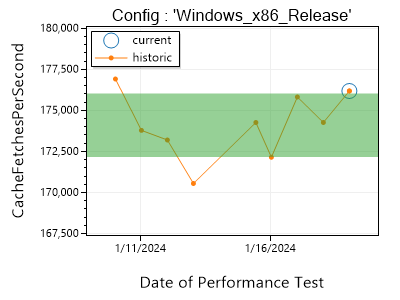 Config : 'Windows_x86_Release'
180,000
current
historic
177,500
175,000
172,500
170,000
167,500
CacheFetchesPerSecond
1/11/2024
1/16/2024
Date of Performance Test